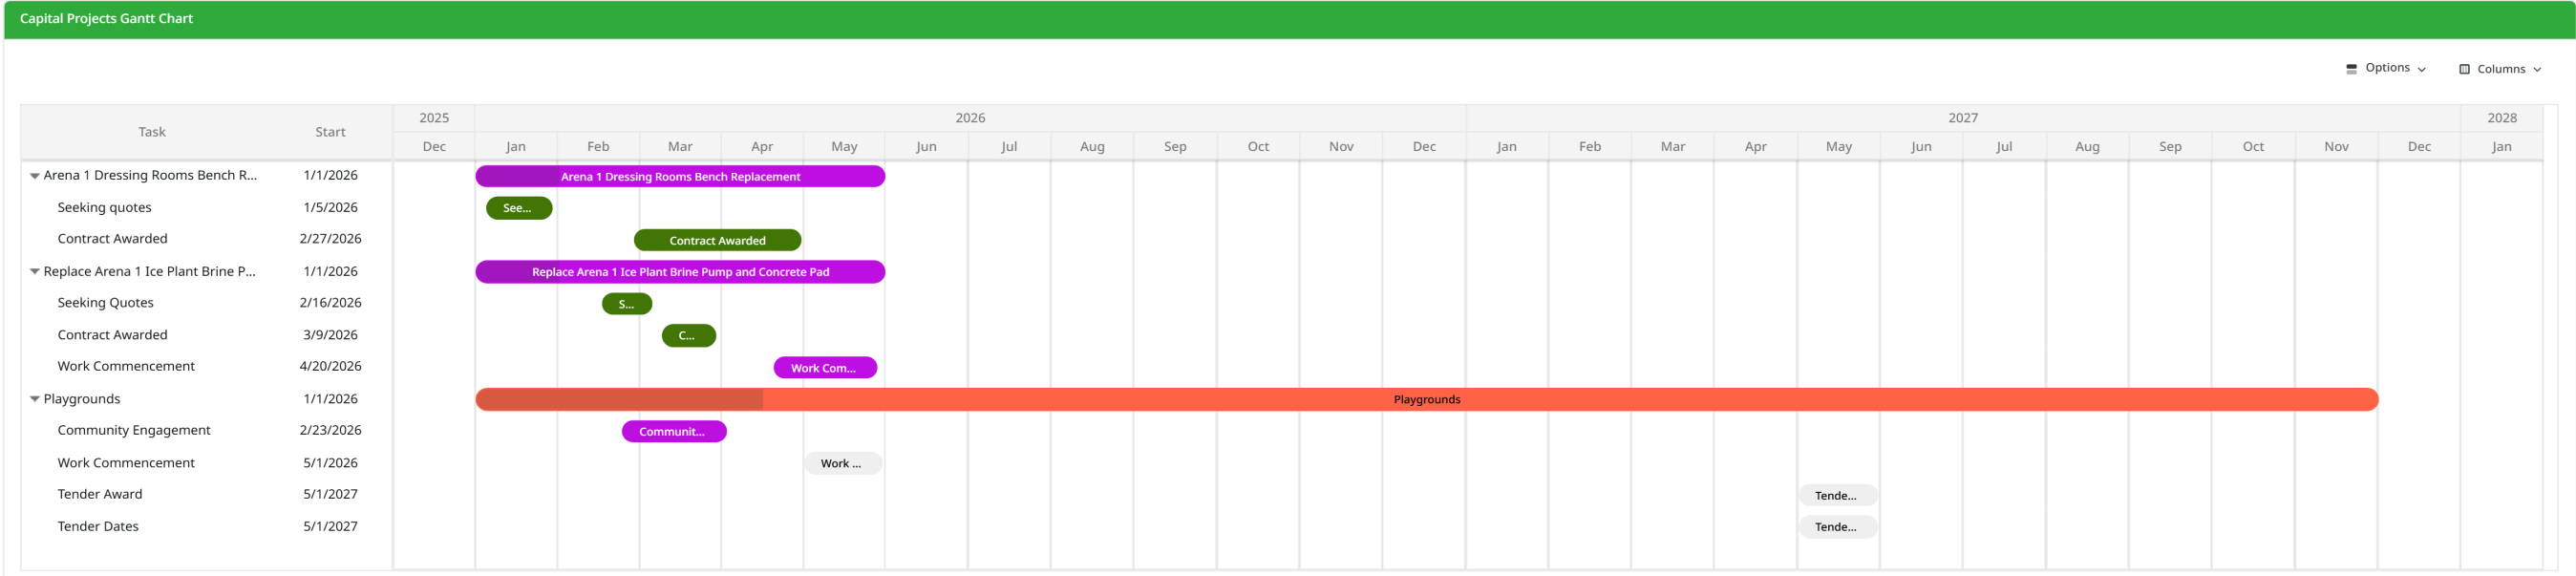 Capital Projects Gantt Chart
Options
Columns
Task Start 2025 2026 2027 2028
Dec Jan Feb Mar Apr May Jun Jul Aug Sep Oct Nov Dec Jan Feb Mar Apr May Jun Jul Aug Sep Oct Nov Dec Jan
Arena 1 Dressing Rooms Bench R... 1/1/2026 Arena 1 Dressing Rooms Bench Replacement
Seeking quotes 1/5/2026 See...
Contract Awarded 2/27/2026 Contract Awarded
Replace Arena 1 Ice Plant Brine P... 1/1/2026 Replace Arena 1 Ice Plant Brine Pump and Concrete Pad
Seeking Quotes 2/16/2026 S...
Contract Awarded 3/9/2026 C...
Work Commencement 4/20/2026 Work Com...
Playgrounds 1/1/2026 Playgrounds
Community Engagement 2/23/2026 Communit...
Work Commencement 5/1/2026 Work ...
Tender Award 5/1/2027 Tende...
Tender Dates 5/1/2027 Tende...